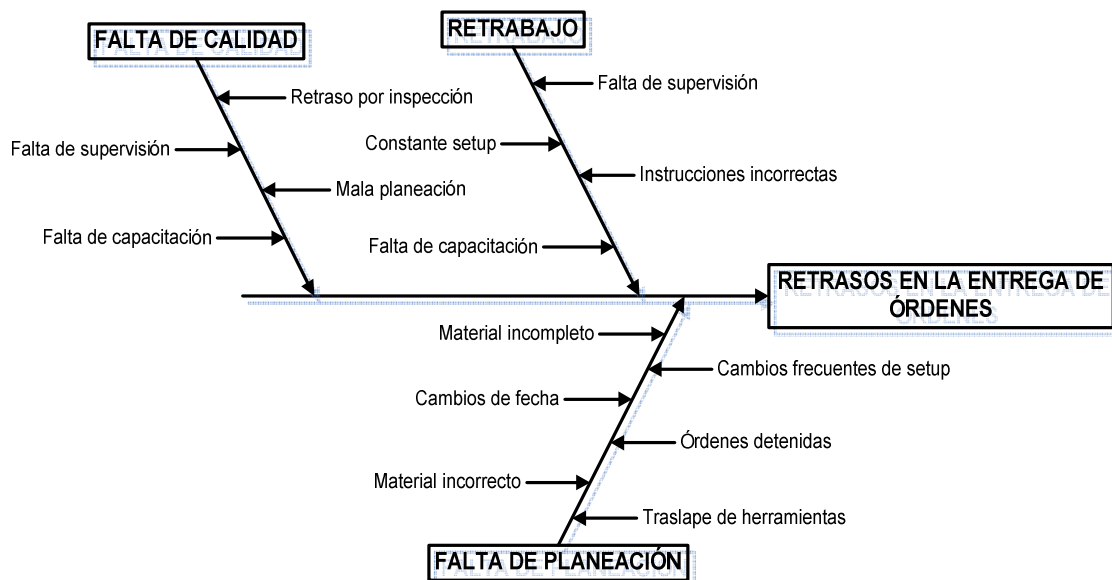 FALTA DE CALIDAD
RETRABAJO
Retraso por inspección
Falta de supervisión
Falta de supervisión
Constante setup
Mala planeación
Instrucciones incorrectas
Falta de capacitación
Falta de capacitación
RETRASOS EN LA ENTREGA DE
ÓRDENES
Material incompleto
Cambios frecuentes de setup
Cambios de fecha
Órdenes detenidas
Material incorrecto
Traslape de herramientas
FALTA DE PLANEACIÓN